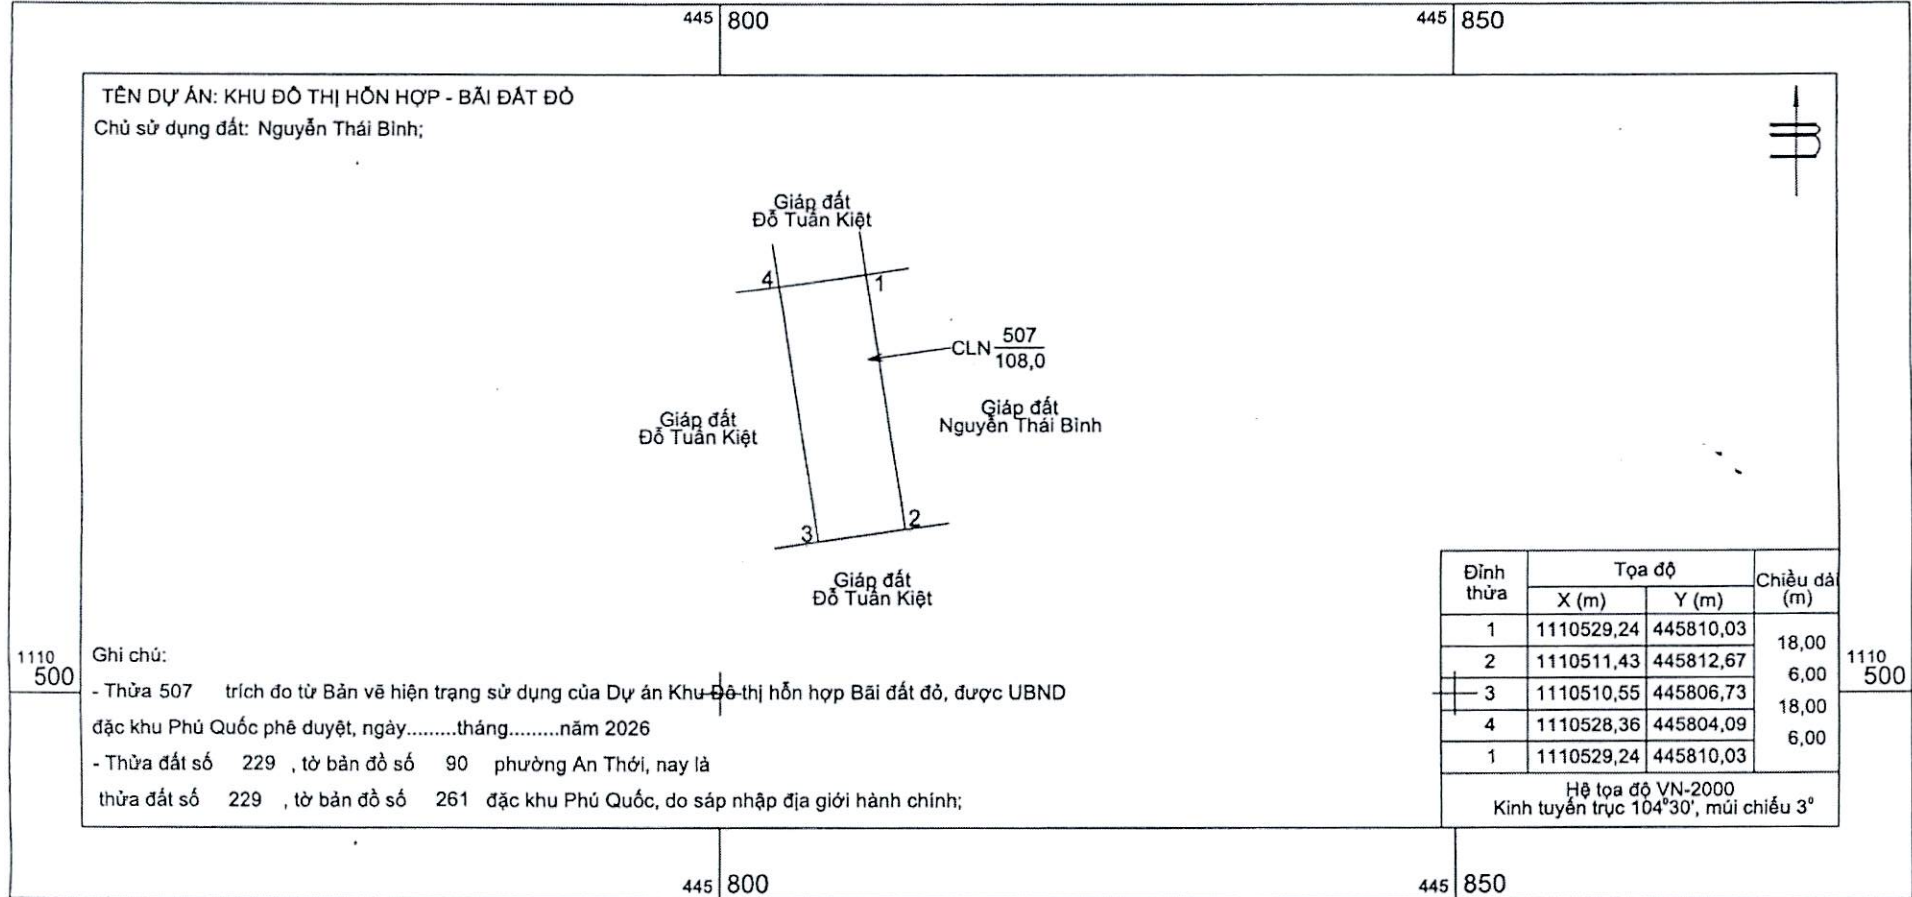 445 800
445 850
TÊN DỰ ÁN: KHU ĐÔ THỊ HỖN HỢP - BÃI ĐẤT ĐỎ
Chủ sử dụng đất: Nguyễn Thái Bình;
Giáp đất
Đỗ Tuấn Kiệt
4
1
CLN 507
108,0
Giáp đất
Đỗ Tuấn Kiệt
Giáp đất
Nguyễn Thái Bình
3
2
Giáp đất
Đỗ Tuấn Kiệt
Đỉnh thửa Tọa độ Chiều dài (m)
X (m) Y (m)
1 1110529,24 445810,03
18,00
2 1110511,43 445812,67
6,00
3 1110510,55 445806,73
18,00
4 1110528,36 445804,09
6,00
1 1110529,24 445810,03
Hệ tọa độ VN-2000
Kinh tuyến trục 104°30', múi chiếu 3°
1110
500
1110
500
Ghi chú:
- Thửa 507 trích đo từ Bản vẽ hiện trạng sử dụng của Dự án Khu Đô thị hỗn hợp Bãi đất đỏ, được UBND
đặc khu Phú Quốc phê duyệt, ngày.........tháng.........năm 2026
- Thửa đất số 229 , tờ bản đồ số 90 phường An Thới, nay là
thửa đất số 229 , tờ bản đồ số 261 đặc khu Phú Quốc, do sáp nhập địa giới hành chính;
445 800
445 850